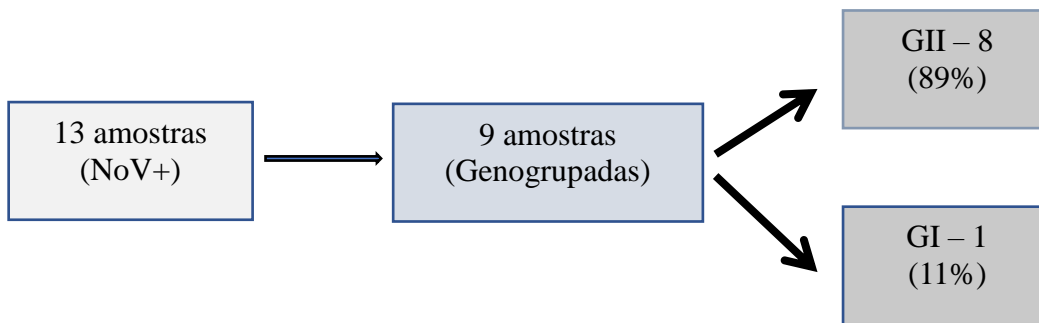 13 amostras
(NoV+)
9 amostras
(Genogrupadas)
GII – 8
(89%)
GI – 1
(11%)